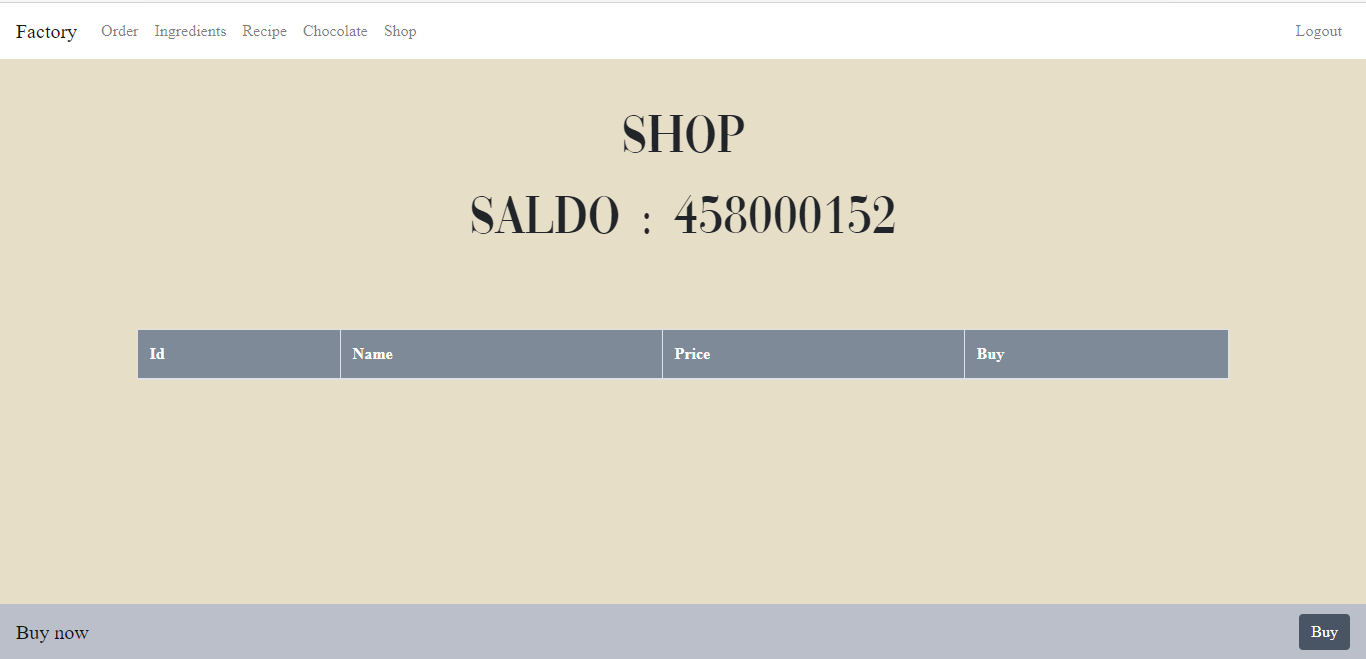 Factory Order Ingredients Recipe Chocolate Shop Logout
SHOP
SALDO : 458000152
Id Name Price Buy
Buy now Buy